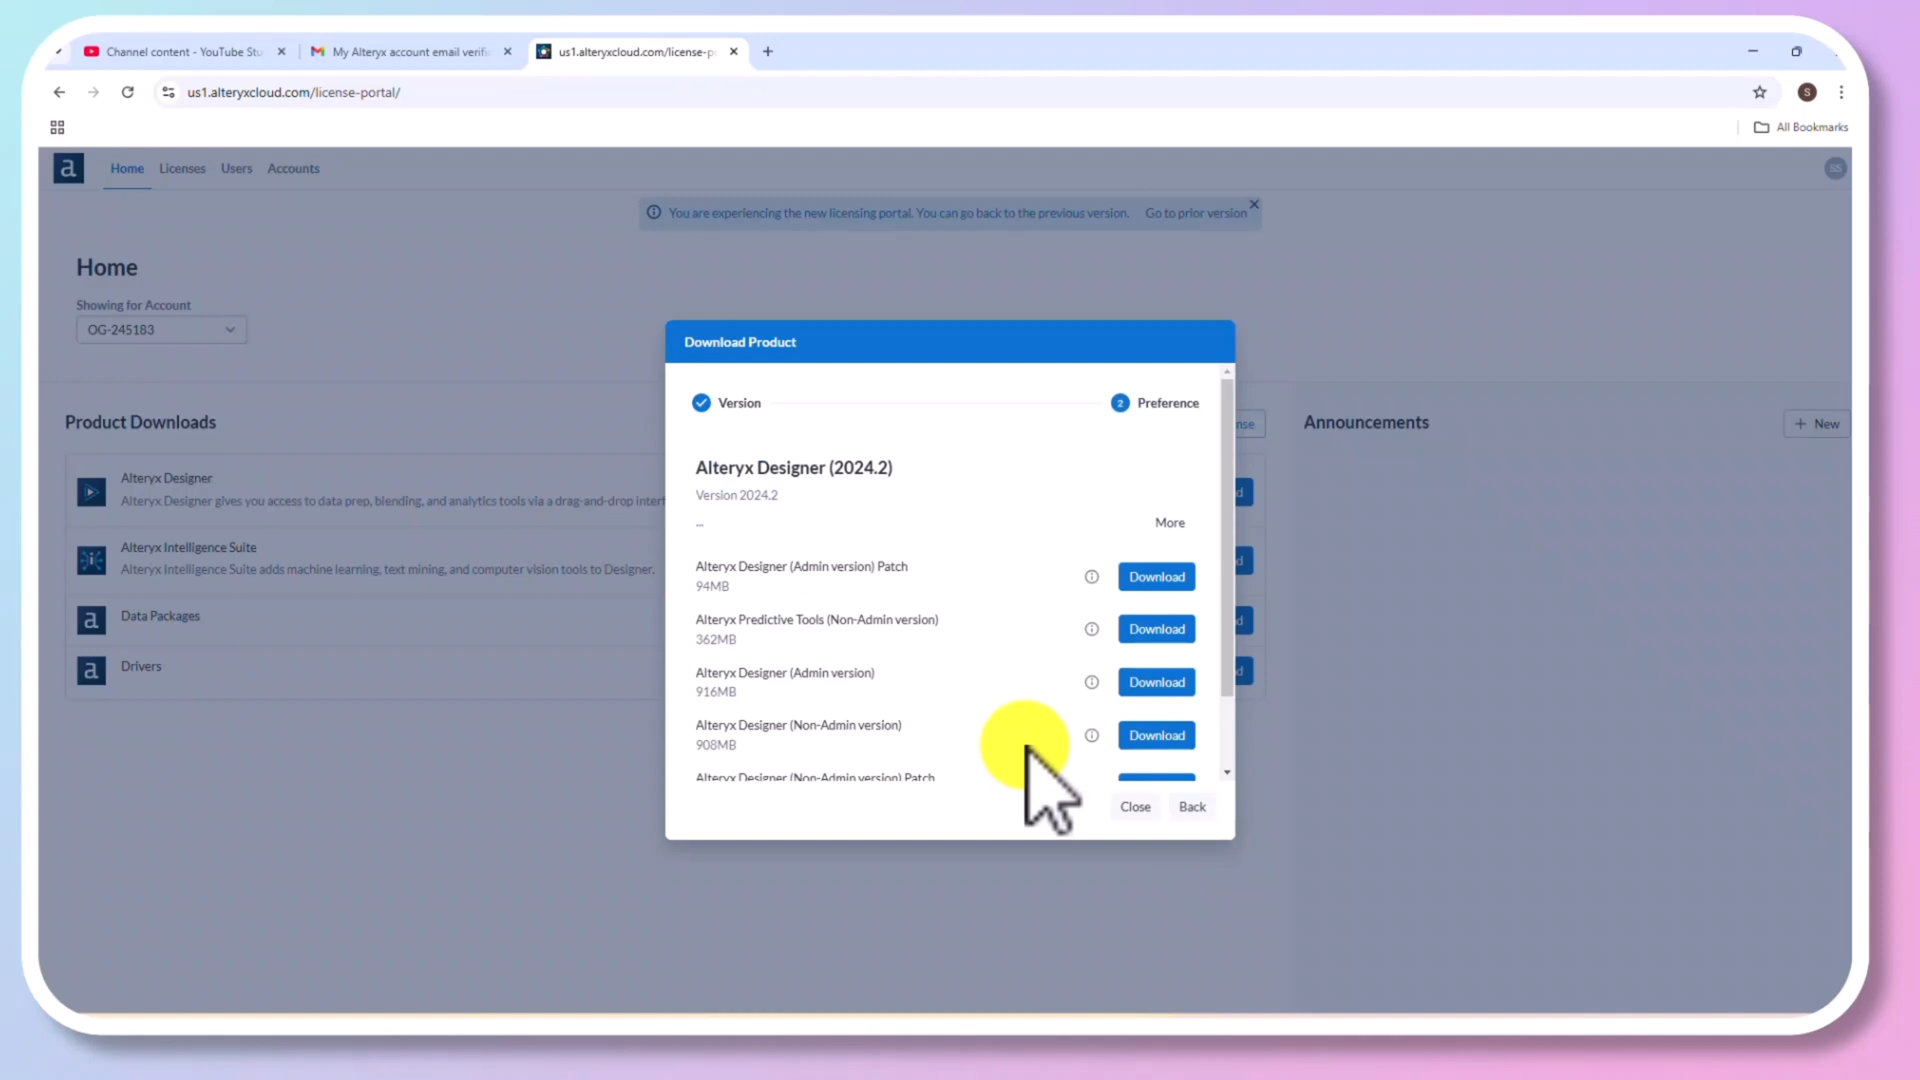 Channel content - YouTube Stu
My Alteryx account email verifi
us1.alteryxcloud.com/license-p
us1.alteryxcloud.com/license-portal/
S
All Bookmarks
a
Home
Licenses
Users
Accounts
SS
You are experiencing the new licensing portal. You can go back to the previous version. Go to prior version
Home
Showing for Account
OG-245183
Product Downloads
nse
Announcements
+ New
Alteryx Designer
Alteryx Designer gives you access to data prep, blending, and analytics tools via a drag-and-drop interf
d
Alteryx Intelligence Suite
Alteryx Intelligence Suite adds machine learning, text mining, and computer vision tools to Designer.
d
a
Data Packages
d
a
Drivers
d
Download Product
Version
2
Preference
Alteryx Designer (2024.2)
Version 2024.2
...
More
Alteryx Designer (Admin version) Patch
94MB
Download
Alteryx Predictive Tools (Non-Admin version)
362MB
Download
Alteryx Designer (Admin version)
916MB
Download
Alteryx Designer (Non-Admin version)
908MB
Download
Alteryx Designer (Non-Admin version) Patch
Close
Back